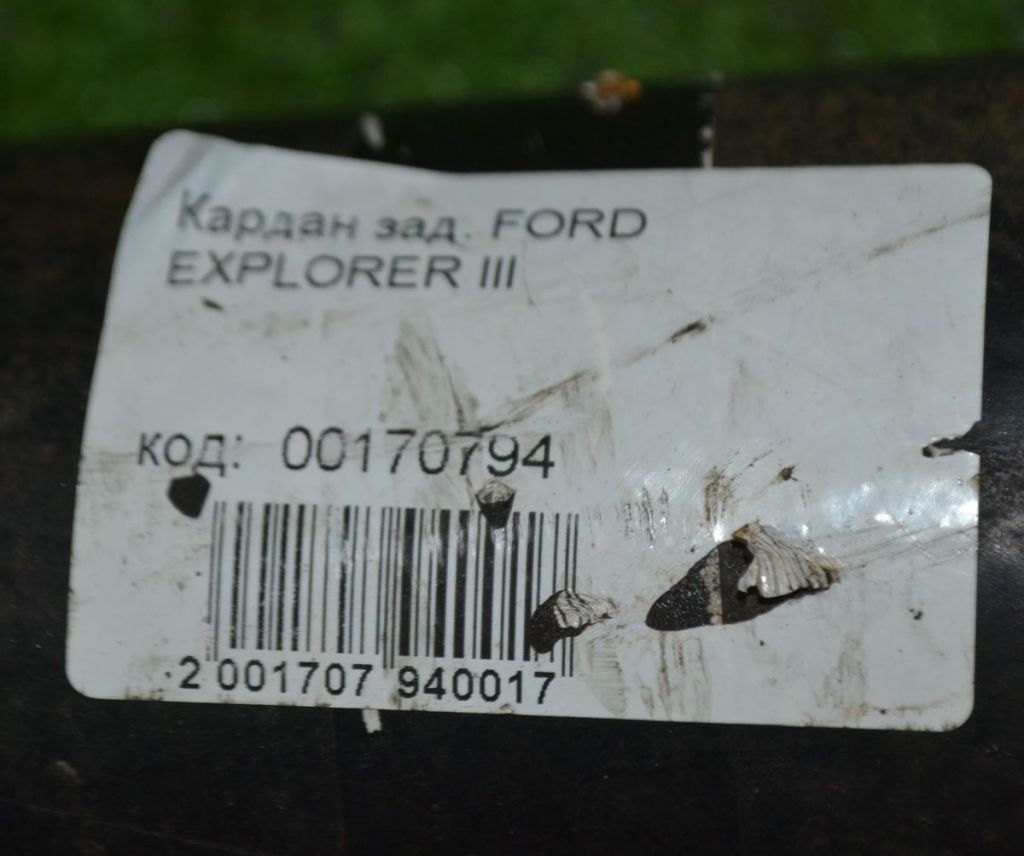 Кардан зад. FORD
EXPLORER III
код: 00170794
2 001707 940017